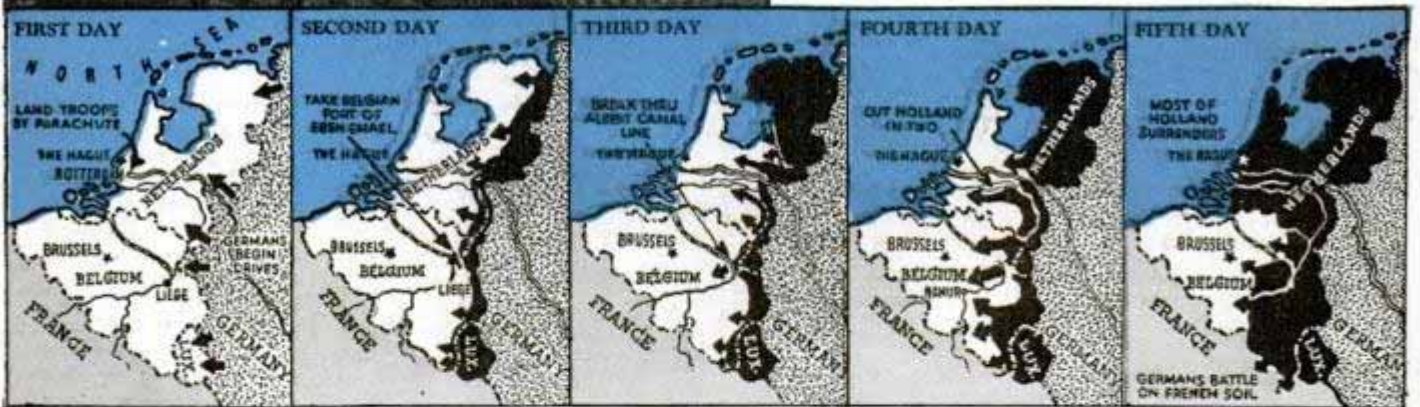 FIRST DAY
NORTH SEA
LAND TROOPS
BY PARACHUTE
THE HAGUE
NETHERLANDS
BRUSSELS
BELGIUM
GERMANS
BEGIN
DRIVES
LIEGE
LUX.
FRANCE
GERMANY
SECOND DAY
TAKE BELGIAN
FORT OF
EBEN EMAEL
THE HAGUE
NETHERLANDS
BRUSSELS
BELGIUM
LIEGE
LUX.
FRANCE
GERMANY
THIRD DAY
BREAK THRU
ALBERT CANAL
LINE
THE HAGUE
BRUSSELS
BELGIUM
LUX.
FRANCE
GERMANY
FOURTH DAY
CUT HOLLAND
IN TWO
THE HAGUE
NETHERLANDS
BRUSSELS
BELGIUM
NAMUR
LUX.
FRANCE
GERMANY
FIFTH DAY
MOST OF
HOLLAND
SURRENDERS
THE HAGUE
NETHERLANDS
BRUSSELS
BELGIUM
LUX.
FRANCE
GERMANY
GERMANS BATTLE
ON FRENCH SOIL